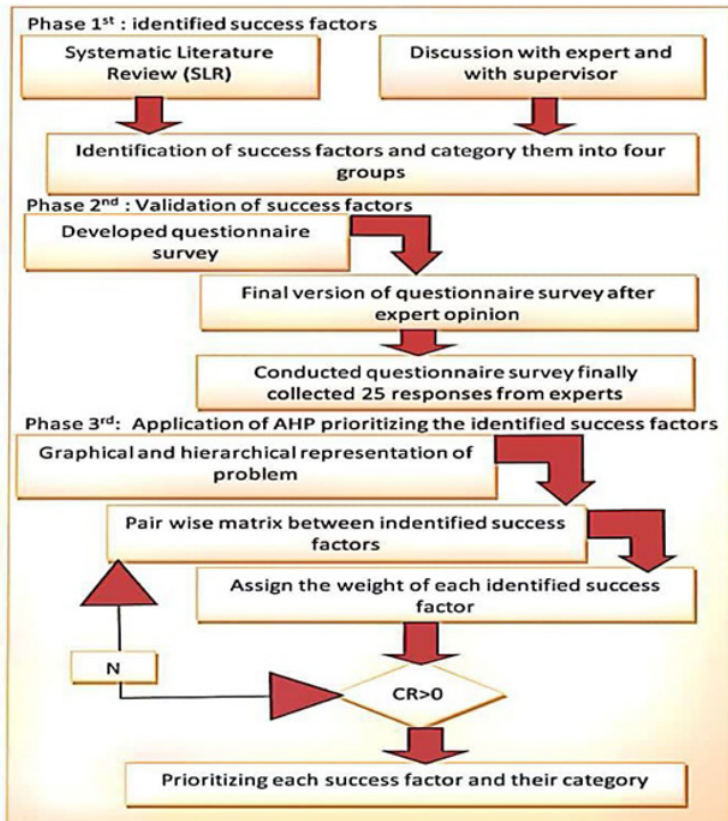 Phase 1st : identified success factors
Systematic Literature
Review (SLR)
Discussion with expert and
with supervisor
Identification of success factors and category them into four
groups
Phase 2nd : Validation of success factors
Developed questionnaire
survey
Final version of questionnaire survey after
expert opinion
Conducted questionnaire survey finally
collected 25 responses from experts
Phase 3rd: Application of AHP prioritizing the identified success factors
Graphical and hierarchical representation of
problem
Pair wise matrix between indentified success
factors
Assign the weight of each identified success
factor
N
CR>0
Prioritizing each success factor and their category